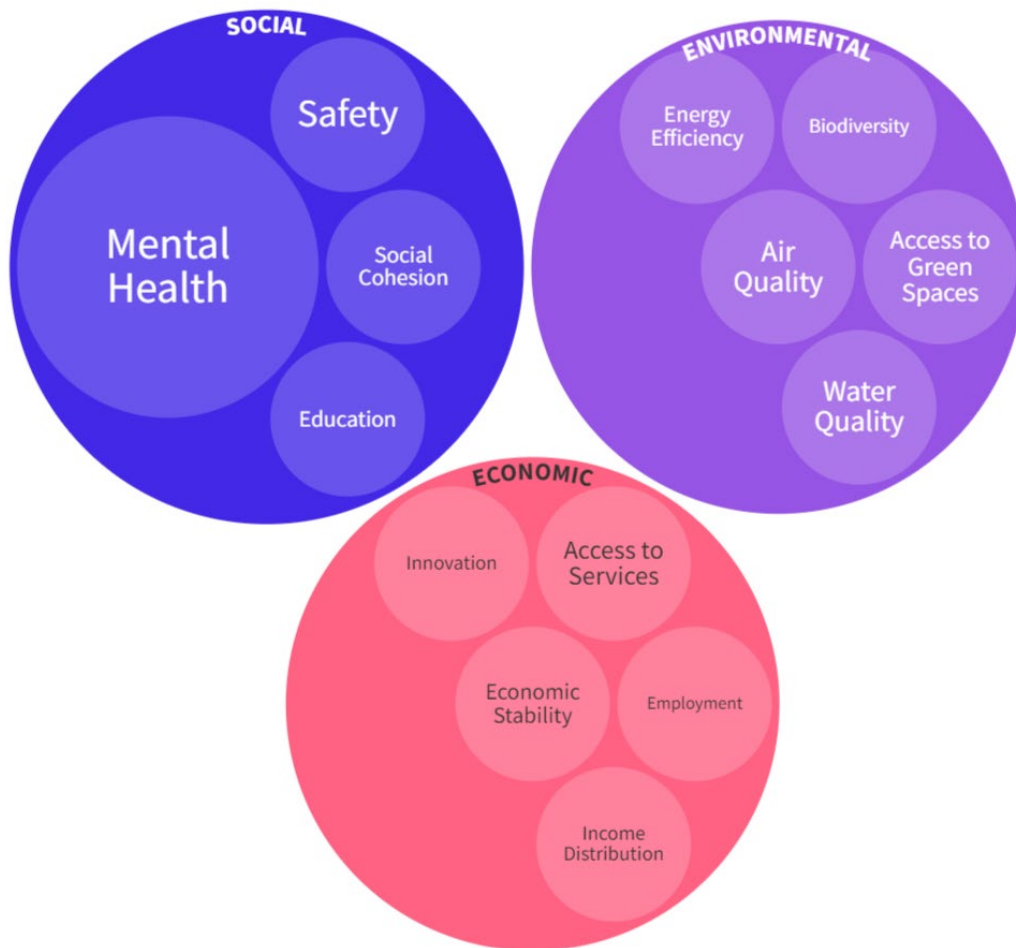 SOCIAL
Safety
Mental
Health
Social
Cohesion
Education
ENVIRONMENTAL
Energy
Efficiency
Biodiversity
Air
Quality
Access to
Green
Spaces
Water
Quality
ECONOMIC
Innovation
Access to
Services
Economic
Stability
Employment
Income
Distribution